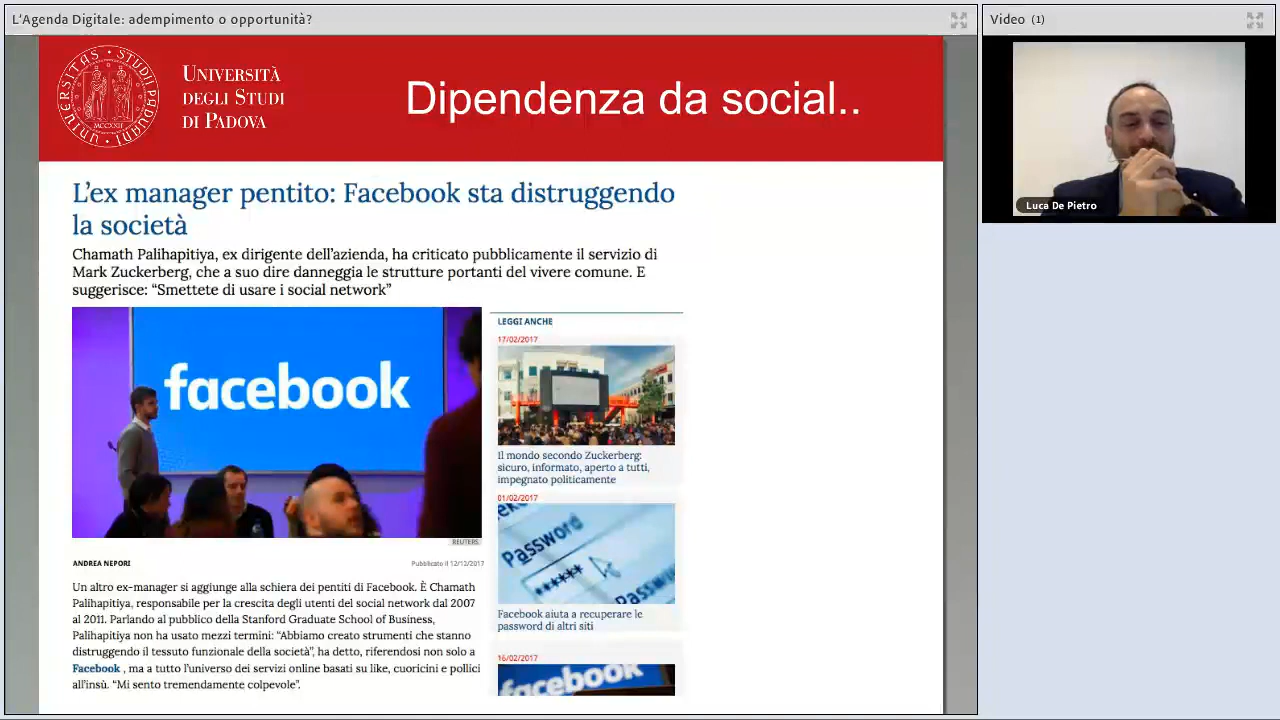 L'Agenda Digitale: adempimento o opportunità?
Video (1)
UNIVERSITÀ
DEGLI STUDI
DI PADOVA
UNIVERSITAS STUDII PADUANI
MCCXXII
Dipendenza da social..
Luca De Pietro
L'ex manager pentito: Facebook sta distruggendo
la società
Chamath Palihapitiya, ex dirigente dell'azienda, ha criticato pubblicamente il servizio di
Mark Zuckerberg, che a suo dire danneggia le strutture portanti del vivere comune. E
suggerisce: “Smettete di usare i social network”
facebook
REUTERS
ANDREA NEPORI
Pubblicato il 12/12/2017
Un altro ex-manager si aggiunge alla schiera dei pentiti di Facebook. È Chamath
Palihapitiya, responsabile per la crescita degli utenti del social network dal 2007
al 2011. Parlando al pubblico della Stanford Graduate School of Business,
Palihapitiya non ha usato mezzi termini: “Abbiamo creato strumenti che stanno
distruggendo il tessuto funzionale della società”, ha detto, riferendosi non solo a
Facebook , ma a tutto l'universo dei servizi online basati su like, cuoricini e pollici
all'insù. “Mi sento tremendamente colpevole”.
LEGGI ANCHE
17/02/2017
Il mondo secondo Zuckerberg:
sicuro, informato, aperto a tutti,
impegnato politicamente
01/02/2017
Password
*****
Facebook aiuta a recuperare le
password di altri siti
16/02/2017
facebook